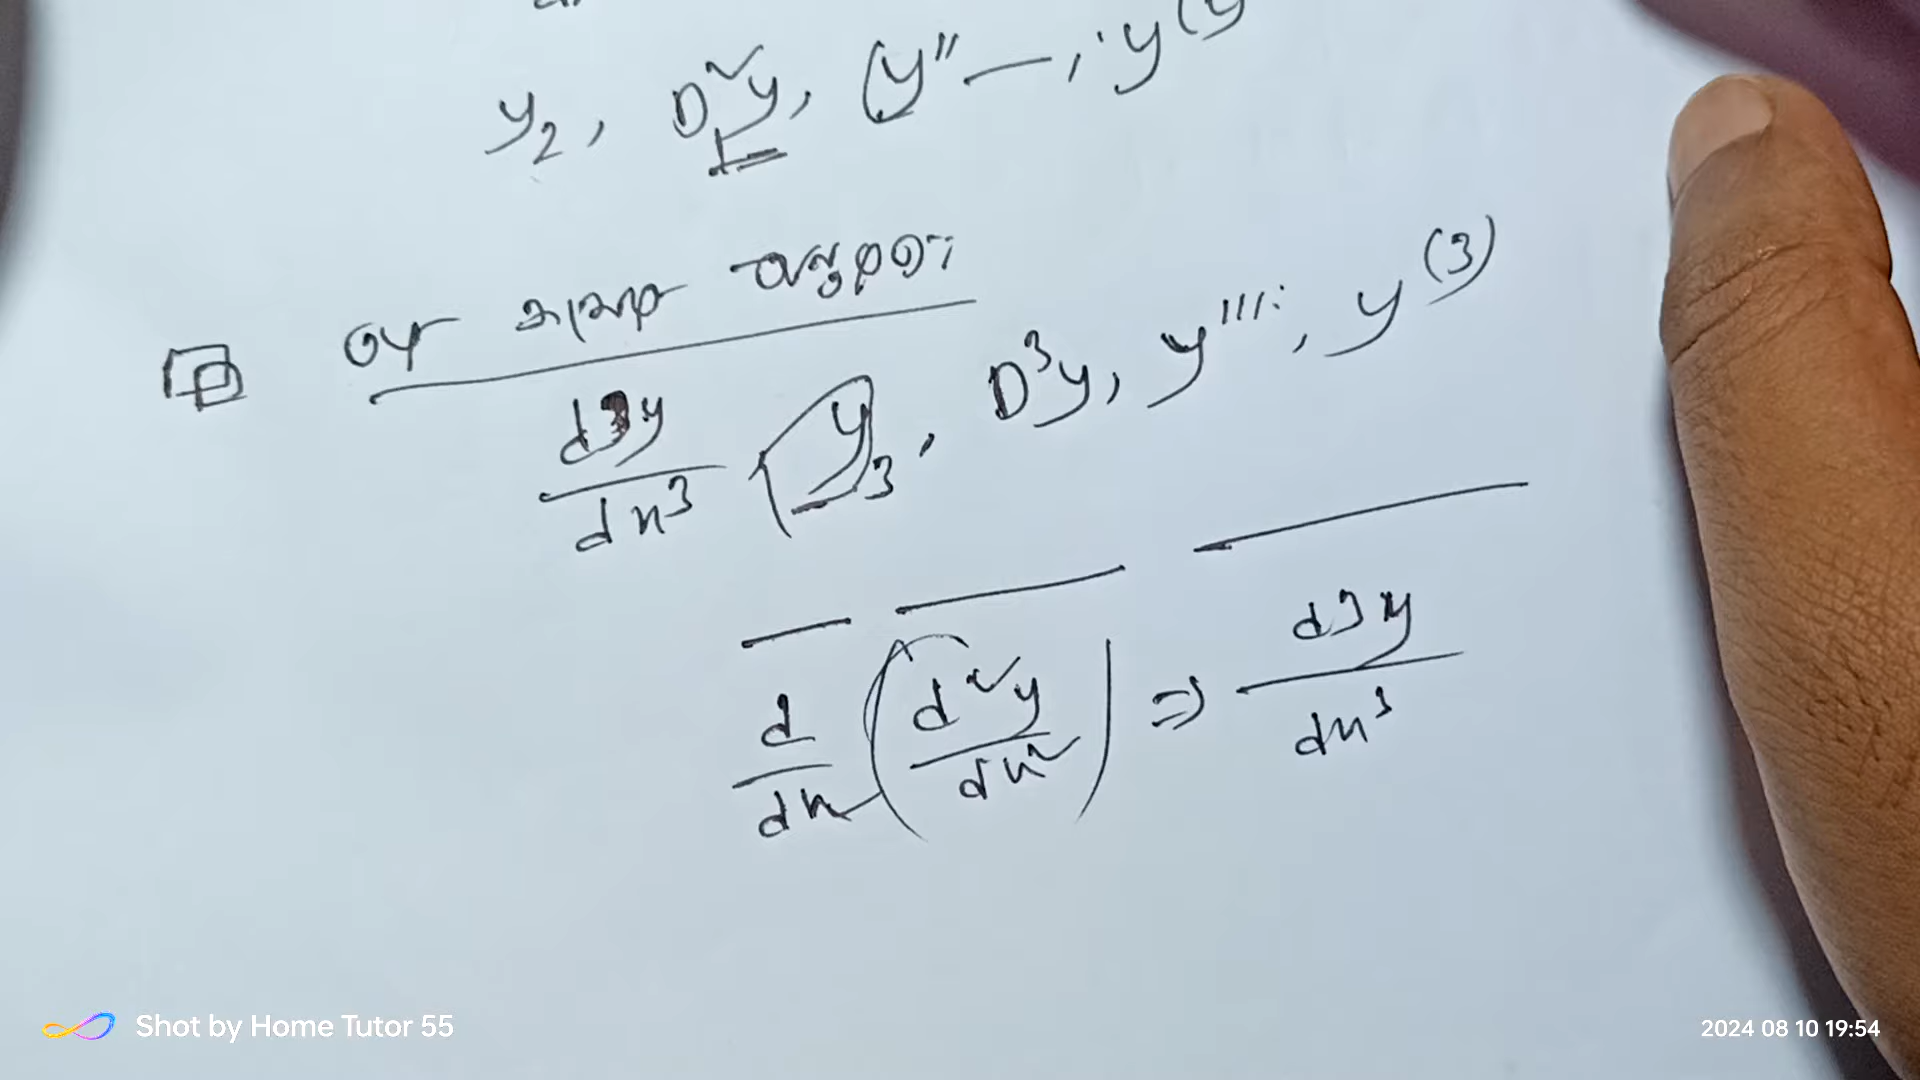 y₂, D²y, y'' —, y
৩য় ক্রমের অন্তরজঃ
d³y/dx³ y₃, D³y, y''', y⁽³⁾
d/dx (d²y/dx²) ⇒ d³y/dx³
Shot by Home Tutor 55
2024 08 10 19:54